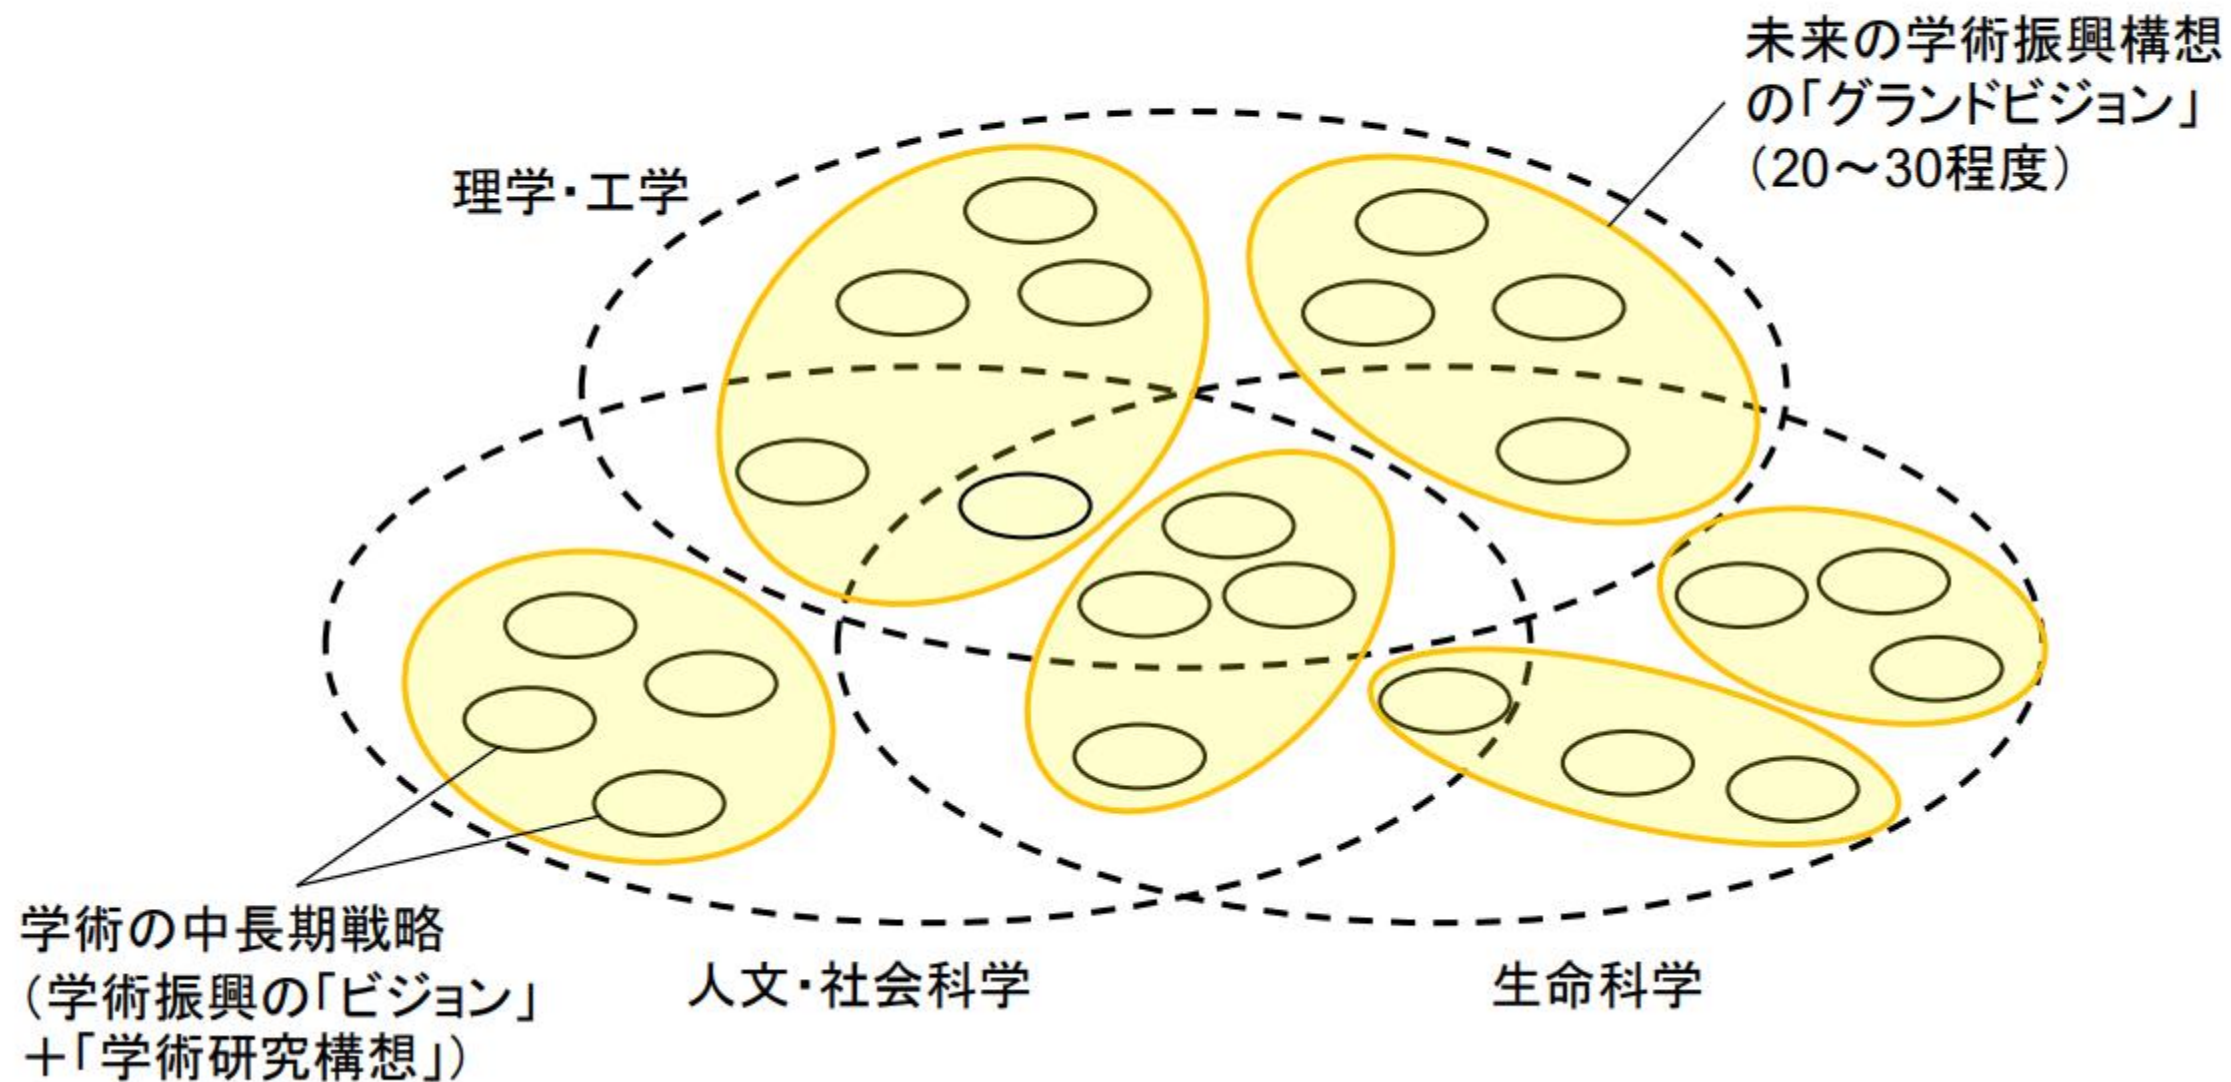 未来の学術振興構想
の「グランドビジョン」
（20～30程度）
理学・工学
学術の中長期戦略
（学術振興の「ビジョン」
＋「学術研究構想」）
人文・社会科学
生命科学